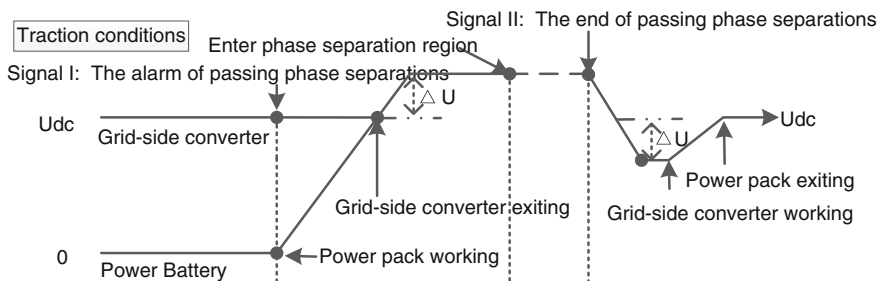 Signal II: The end of passing phase separations
Traction conditions
Enter phase separation region
Signal I: The alarm of passing phase separations
△ U
Udc
Udc
Grid-side converter
△ U
Power pack exiting
Grid-side converter exiting
Grid-side converter working
0
Power pack working
Power Battery